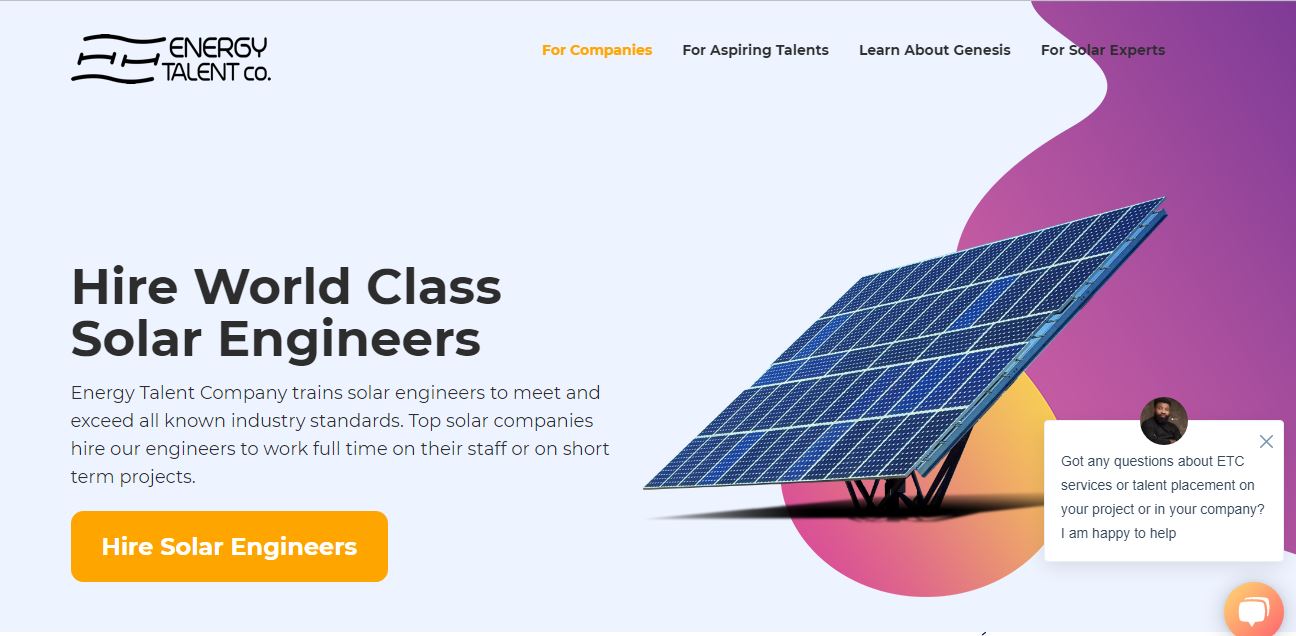 ENERGY
TALENT co.
For Companies
For Aspiring Talents
Learn About Genesis
For Solar Experts
Hire World Class
Solar Engineers
Energy Talent Company trains solar engineers to meet and
exceed all known industry standards. Top solar companies
hire our engineers to work full time on their staff or on short
term projects.
Hire Solar Engineers
Got any questions about ETC
services or talent placement on
your project or in your company?
I am happy to help